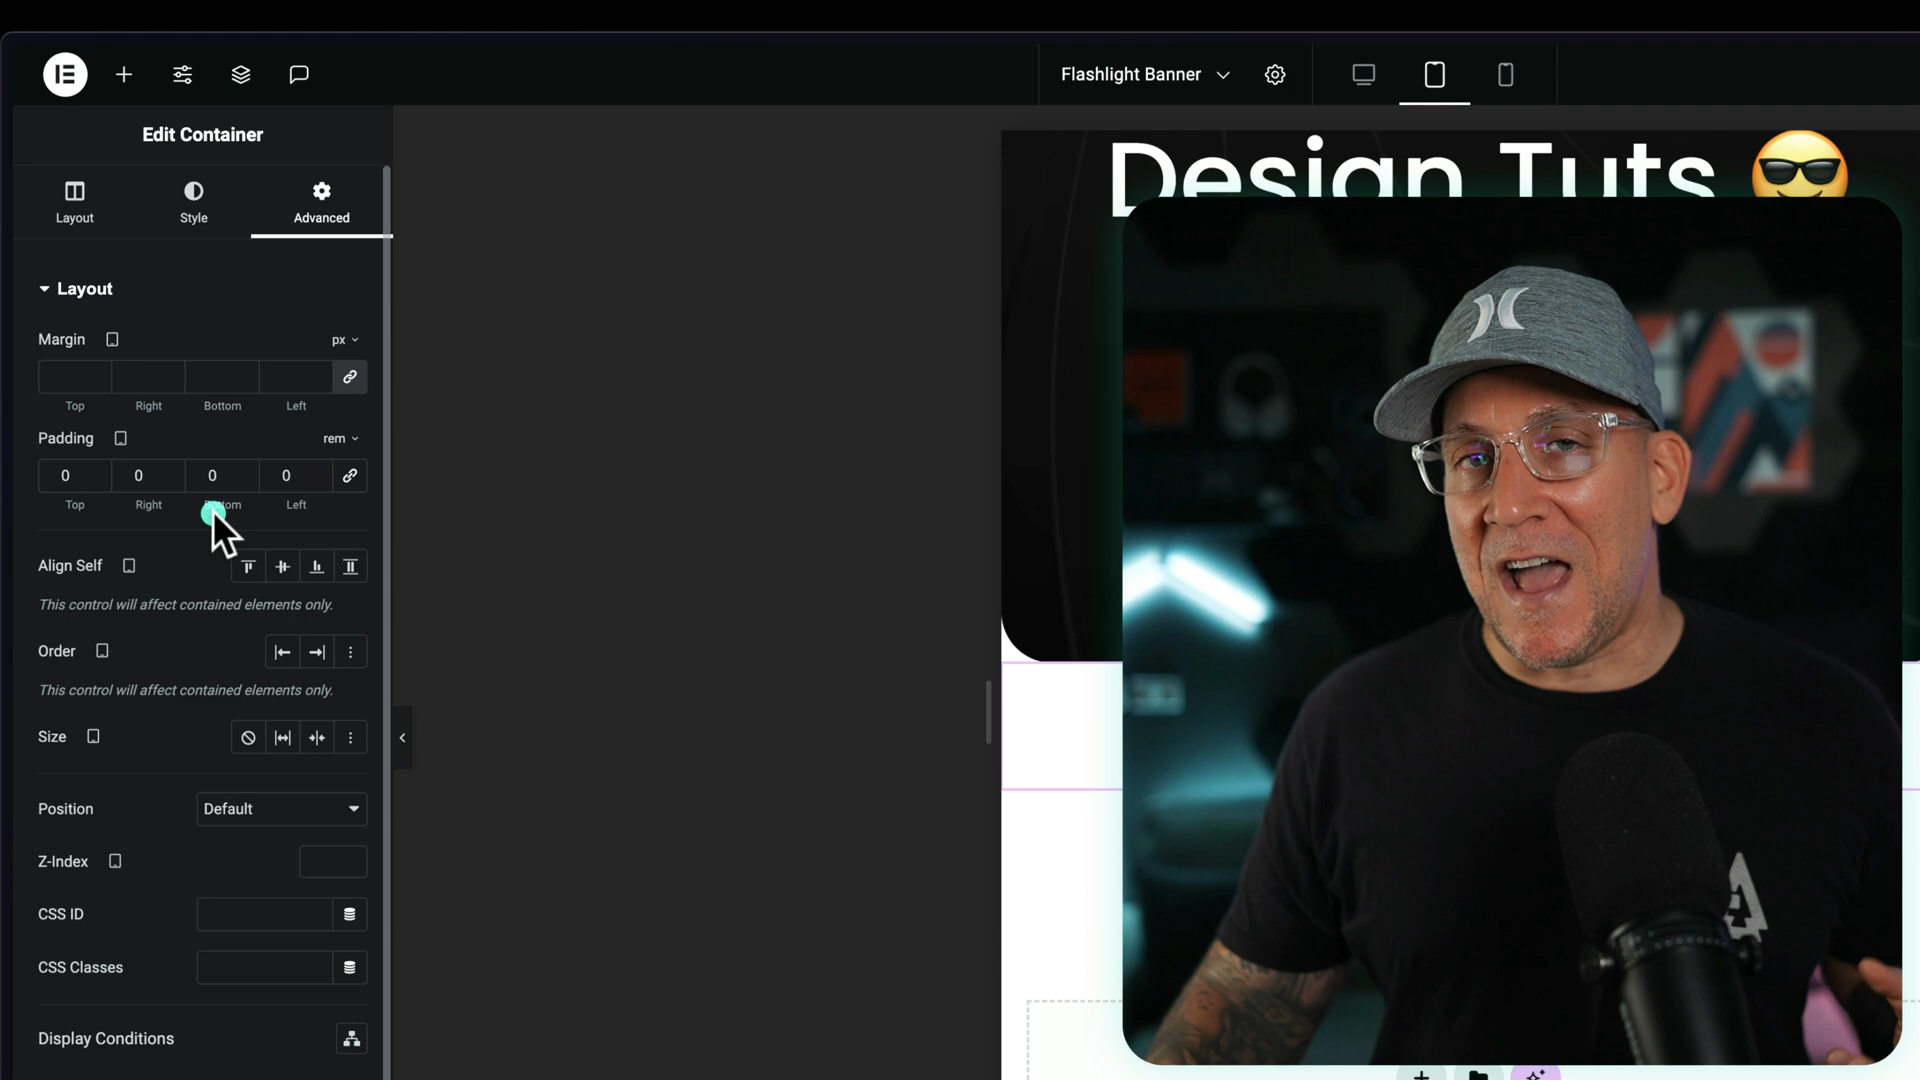 Flashlight Banner
Edit Container
Layout
Style
Advanced
Layout
Margin
px
Top
Right
Bottom
Left
Padding
rem
0
0
0
0
Top
Right
Bottom
Left
Align Self
This control will affect contained elements only.
Order
This control will affect contained elements only.
Size
Position
Default
Z-Index
CSS ID
CSS Classes
Display Conditions
Design Tuts 😎